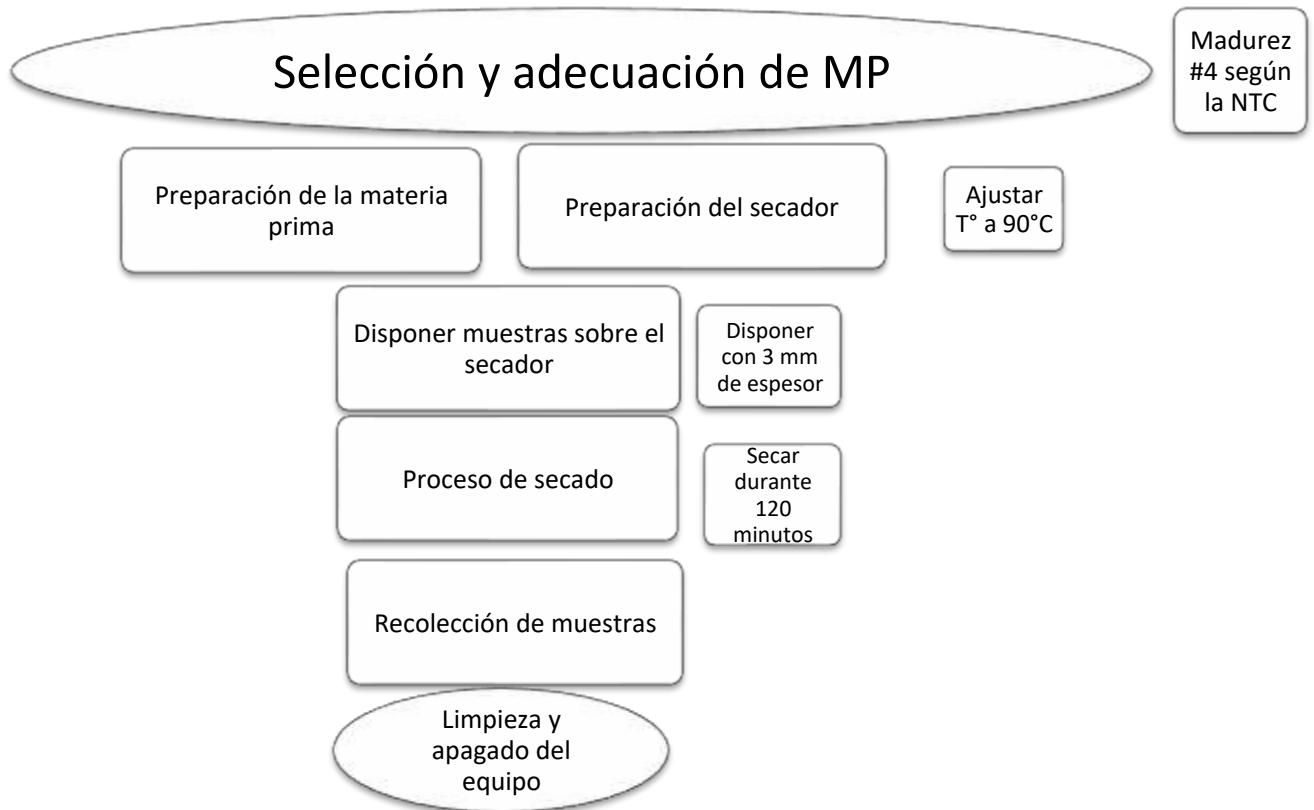 Selección y adecuación de MP
Madurez
#4 según
la NTC
Preparación de la materia
prima
Preparación del secador
Ajustar
T° a 90°C
Disponer muestras sobre el
secador
Disponer
con 3 mm
de espesor
Proceso de secado
Secar
durante
120
minutos
Recolección de muestras
Limpieza y
apagado del
equipo